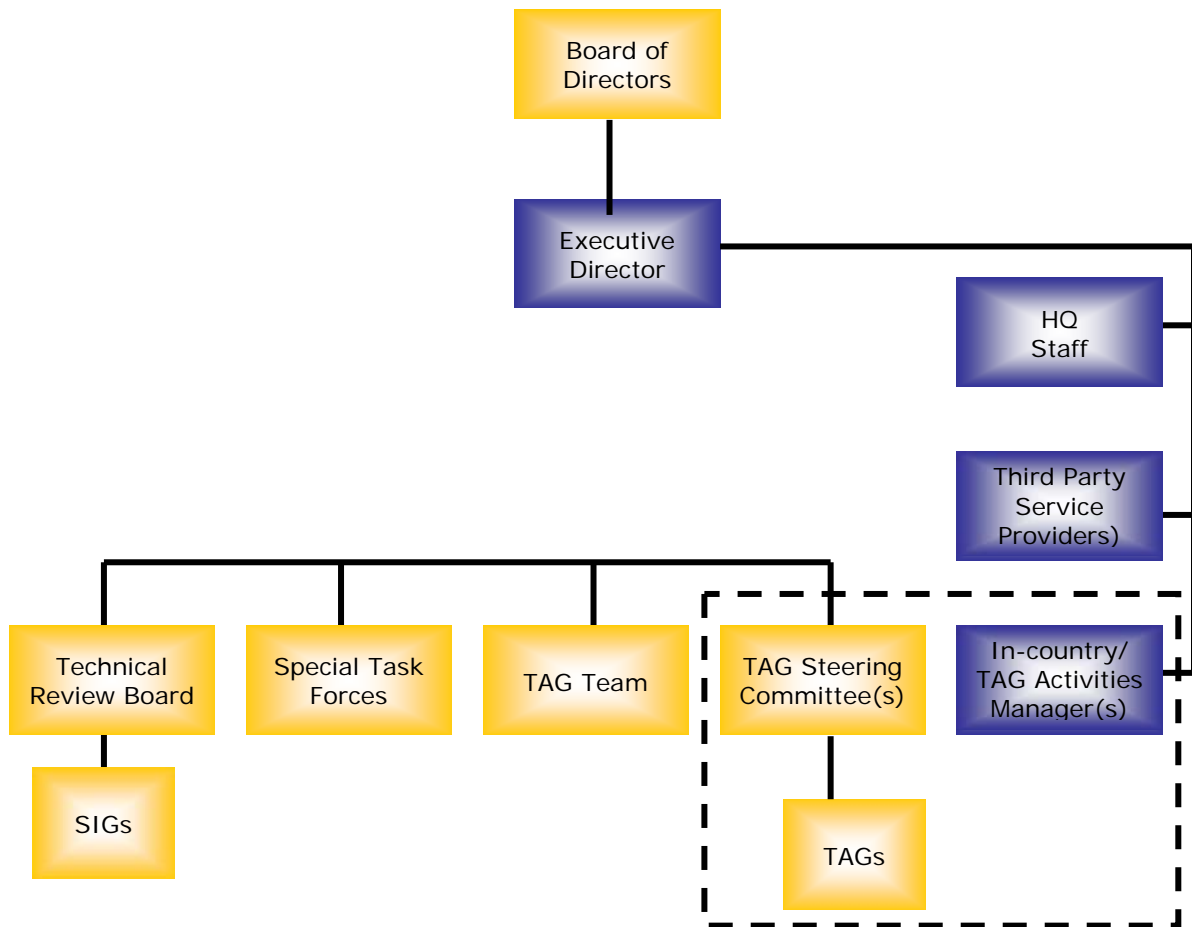 Board of
Directors
Executive
Director
HQ
Staff
Third Party
Service
Providers)
Technical
Review Board
Special Task
Forces
TAG Team
TAG Steering
Committee(s)
In-country/
TAG Activities
Manager(s)
SIGs
TAGs